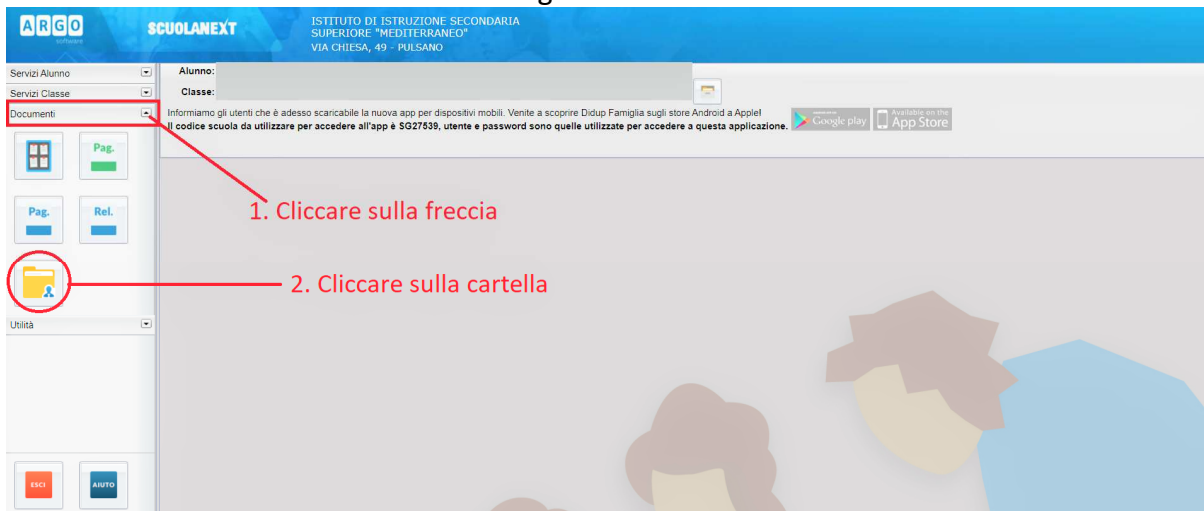 ARGO
software
SCUOLANEXT
ISTITUTO DI ISTRUZIONE SECONDARIA
SUPERIORE "MEDITERRANEO"
VIA CHIESA, 49 - PULSANO
Servizi Alunno
Servizi Classe
Documenti
Pag.
Pag.
Rel.
Utilità
ESCI
AIUTO
Alunno:
Classe:
Informiamo gli utenti che è adesso scaricabile la nuova app per dispositivi mobili. Venite a scoprire Didup Famiglia sugli store Android a Apple!
Il codice scuola da utilizzare per accedere all'app è SG27539, utente e password sono quelle utilizzate per accedere a questa applicazione.
Google play
Available on the
App Store
1. Cliccare sulla freccia
2. Cliccare sulla cartella